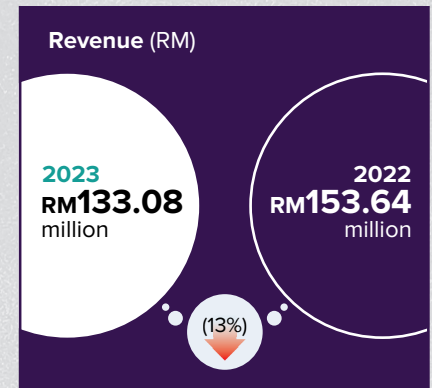 Revenue (RM)
2023
RM133.08
million
2022
RM153.64
million
(13%)